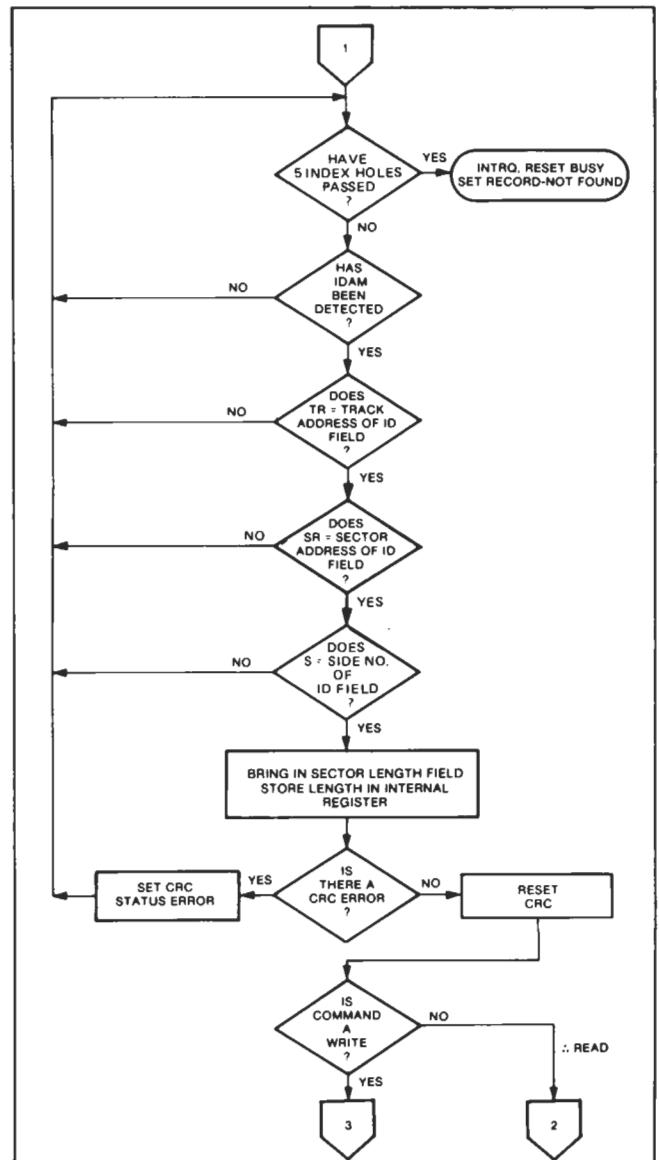 1
HAVE
5 INDEX HOLES
PASSED
?
YES
INTRQ, RESET BUSY
SET RECORD-NOT FOUND
NO
HAS
IDAM
BEEN
DETECTED
?
NO
YES
DOES
TR = TRACK
ADDRESS OF ID
FIELD
?
NO
YES
DOES
SR = SECTOR
ADDRESS OF ID
FIELD
?
NO
YES
DOES
S = SIDE NO.
OF
ID FIELD
?
NO
YES
BRING IN SECTOR LENGTH FIELD
STORE LENGTH IN INTERNAL
REGISTER
IS
THERE A
CRC ERROR
?
YES
SET CRC
STATUS ERROR
NO
RESET
CRC
IS
COMMAND
A
WRITE
?
NO
∴ READ
YES
3
2